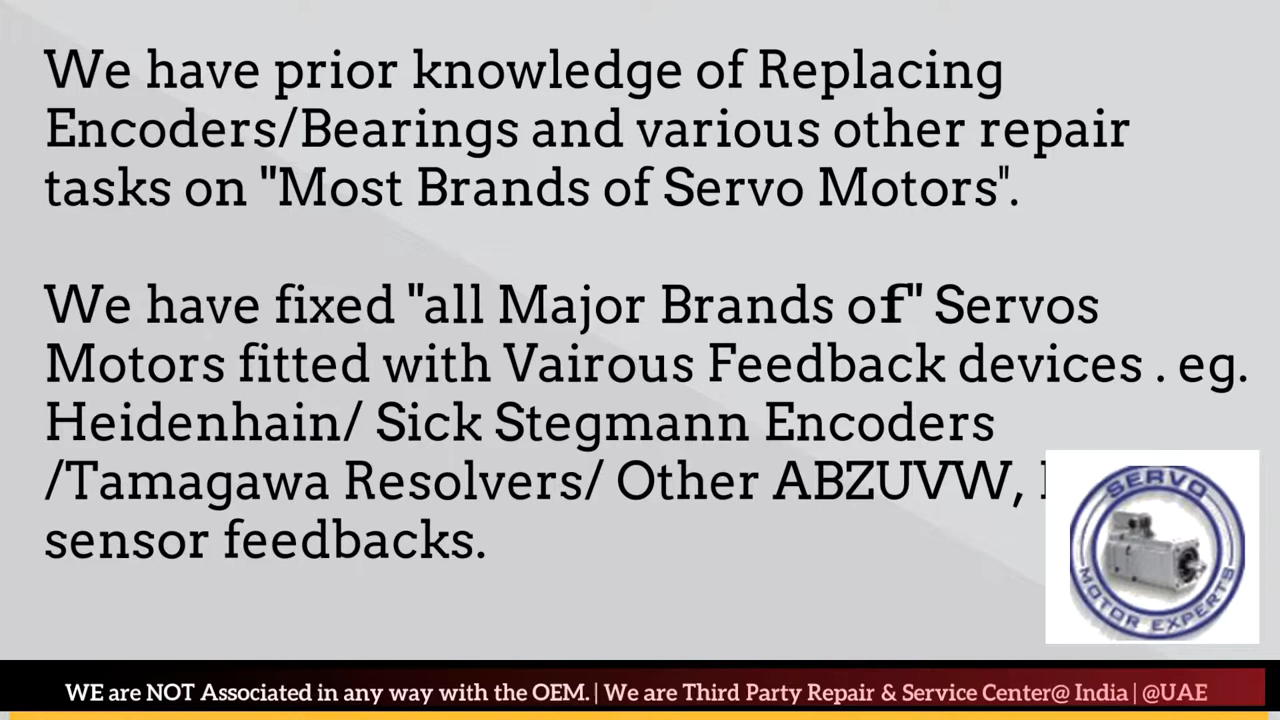 We have prior knowledge of Replacing
Encoders/Bearings and various other repair
tasks on "Most Brands of Servo Motors".
We have fixed "all Major Brands of" Servos
Motors fitted with Vairous Feedback devices . eg.
Heidenhain/ Sick Stegmann Encoders
/Tamagawa Resolvers/ Other ABZUVW,
sensor feedbacks.
SERVO
MOTOR EXPERTS
WE are NOT Associated in any way with the OEM. | We are Third Party Repair & Service Center@ India | @UAE